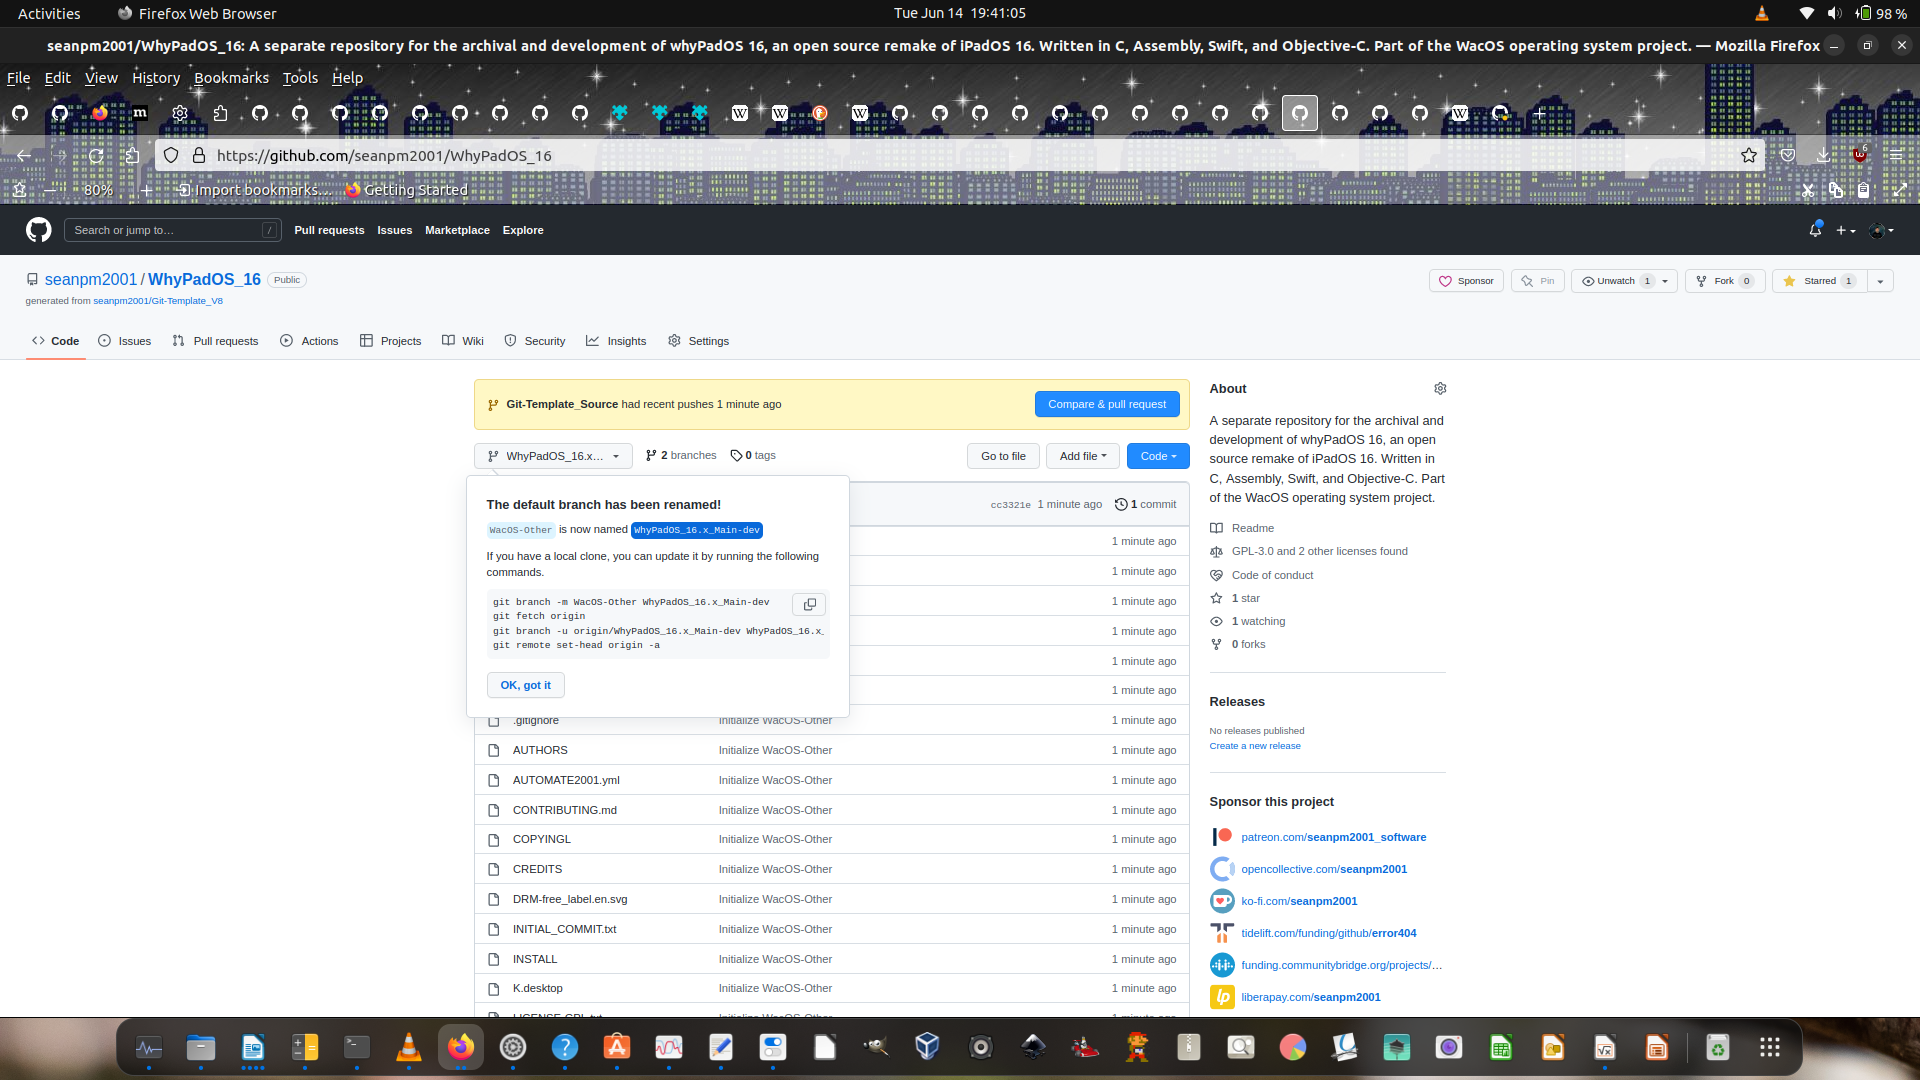 Activities
Firefox Web Browser
Tue Jun 14 19:41:05
98 %
seanpm2001/WhyPadOS_16: A separate repository for the archival and development of whyPadOS 16, an open source remake of iPadOS 16. Written in C, Assembly, Swift, and Objective-C. Part of the WacOS operating system project. — Mozilla Firefox
File Edit View History Bookmarks Tools Help
https://github.com/seanpm2001/WhyPadOS_16
6
80%
Import bookmarks...
Getting Started
Search or jump to...
/
Pull requests Issues Marketplace Explore
seanpm2001 / WhyPadOS_16 Public
Sponsor
Pin
Unwatch 1
Fork 0
Starred 1
generated from seanpm2001/Git-Template_V8
Code
Issues
Pull requests
Actions
Projects
Wiki
Security
Insights
Settings
Git-Template_Source had recent pushes 1 minute ago
Compare & pull request
WhyPadOS_16.x...
2 branches
0 tags
Go to file
Add file
Code
The default branch has been renamed!
WacOS-Other is now named WhyPadOS_16.x_Main-dev
If you have a local clone, you can update it by running the following
commands.
git branch -m WacOS-Other WhyPadOS_16.x_Main-dev
git fetch origin
git branch -u origin/WhyPadOS_16.x_Main-dev WhyPadOS_16.x_
git remote set-head origin -a
OK, got it
cc3321e 1 minute ago
1 commit
1 minute ago
1 minute ago
1 minute ago
1 minute ago
1 minute ago
1 minute ago
.gitignore Initialize WacOS-Other 1 minute ago
AUTHORS Initialize WacOS-Other 1 minute ago
AUTOMATE2001.yml Initialize WacOS-Other 1 minute ago
CONTRIBUTING.md Initialize WacOS-Other 1 minute ago
COPYINGL Initialize WacOS-Other 1 minute ago
CREDITS Initialize WacOS-Other 1 minute ago
DRM-free_label.en.svg Initialize WacOS-Other 1 minute ago
INITIAL_COMMIT.txt Initialize WacOS-Other 1 minute ago
INSTALL Initialize WacOS-Other 1 minute ago
K.desktop Initialize WacOS-Other 1 minute ago
About
A separate repository for the archival and
development of whyPadOS 16, an open
source remake of iPadOS 16. Written in
C, Assembly, Swift, and Objective-C. Part
of the WacOS operating system project.
Readme
GPL-3.0 and 2 other licenses found
Code of conduct
1 star
1 watching
0 forks
Releases
No releases published
Create a new release
Sponsor this project
patreon.com/seanpm2001_software
opencollective.com/seanpm2001
ko-fi.com/seanpm2001
tidelift.com/funding/github/error404
funding.communitybridge.org/projects/...
liberapay.com/seanpm2001